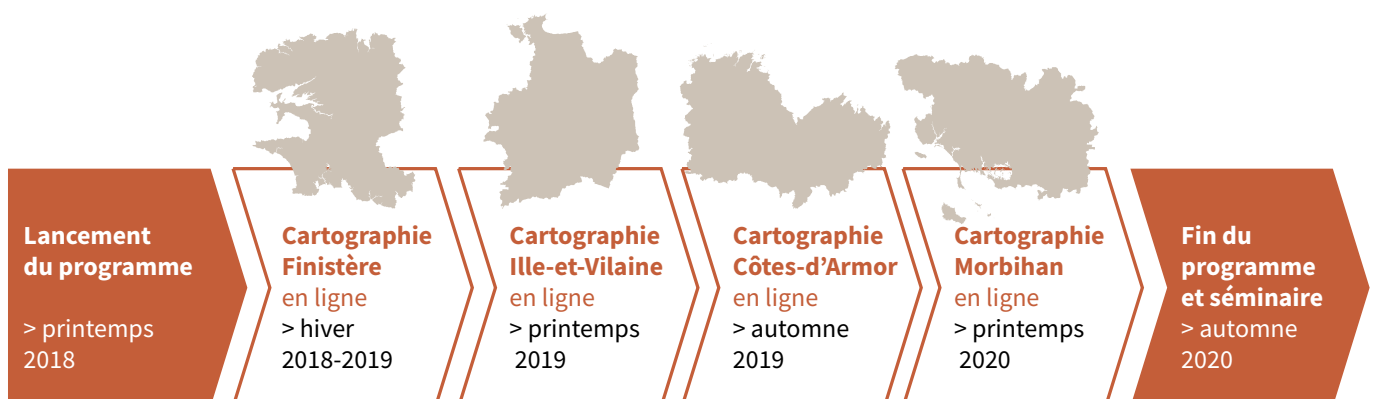 Lancement
du programme
> printemps
2018
Cartographie
Finistère
en ligne
> hiver
2018-2019
Cartographie
Ille-et-Vilaine
en ligne
> printemps
2019
Cartographie
Côtes-d’Armor
en ligne
> automne
2019
Cartographie
Morbihan
en ligne
> printemps
2020
Fin du
programme
et séminaire
> automne
2020